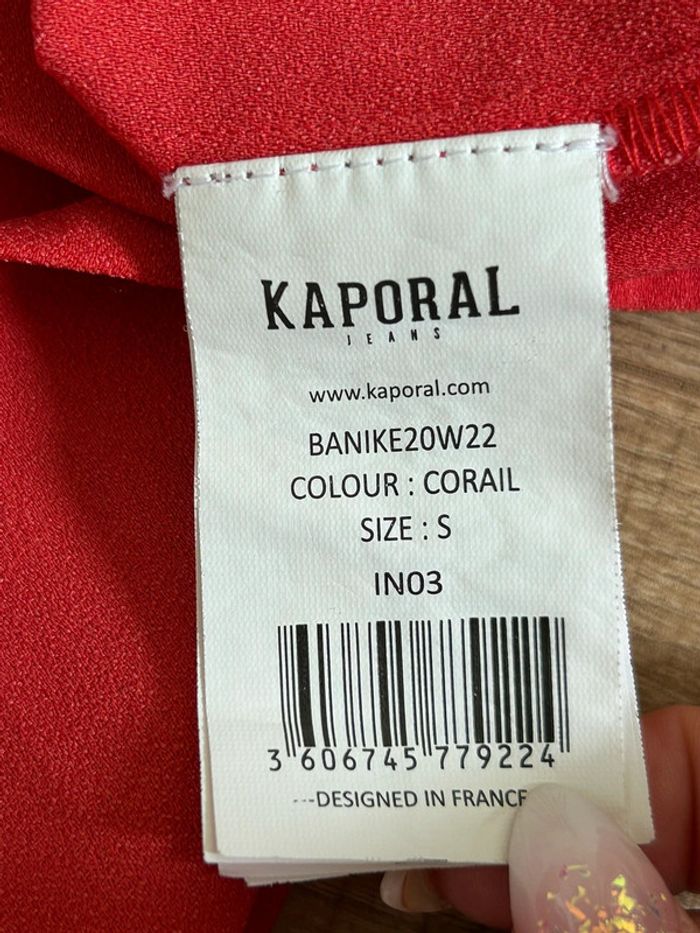 KAPORAL
JEANS
www.kaporal.com
BANIKE20W22
COLOUR : CORAIL
SIZE : S
IN03
3 606745 779224
---DESIGNED IN FRANCE